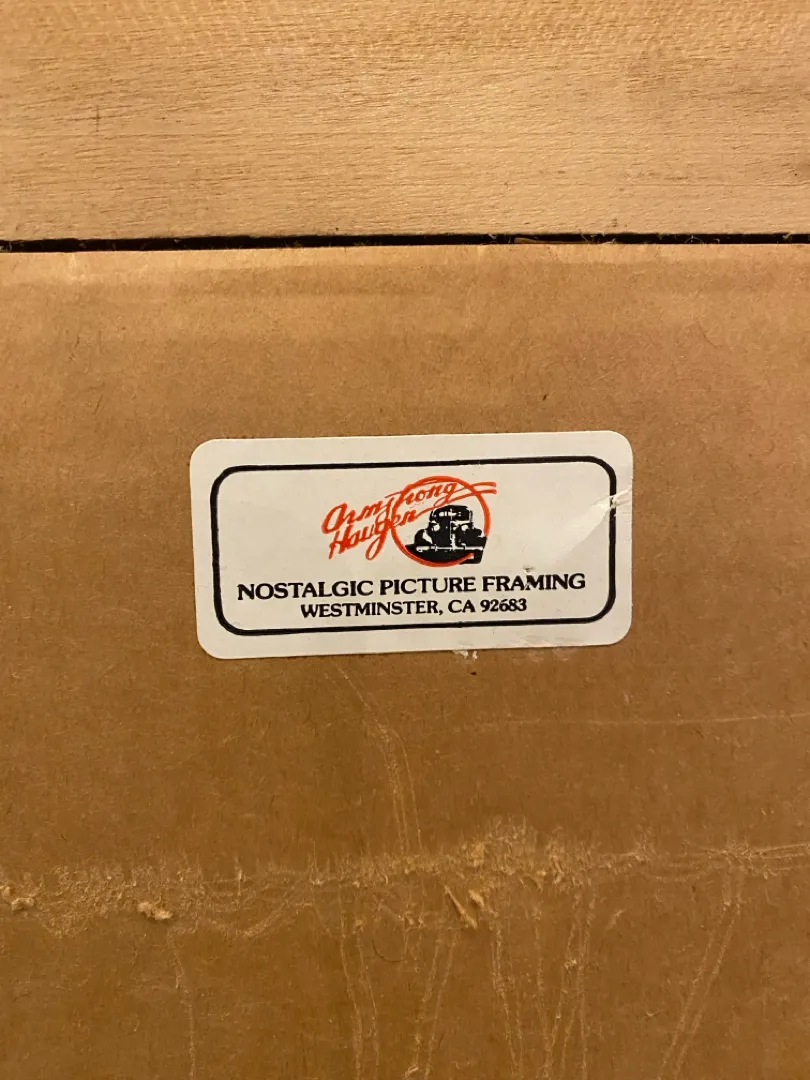 Armstrong
Haugen
NOSTALGIC PICTURE FRAMING
WESTMINSTER, CA 92683